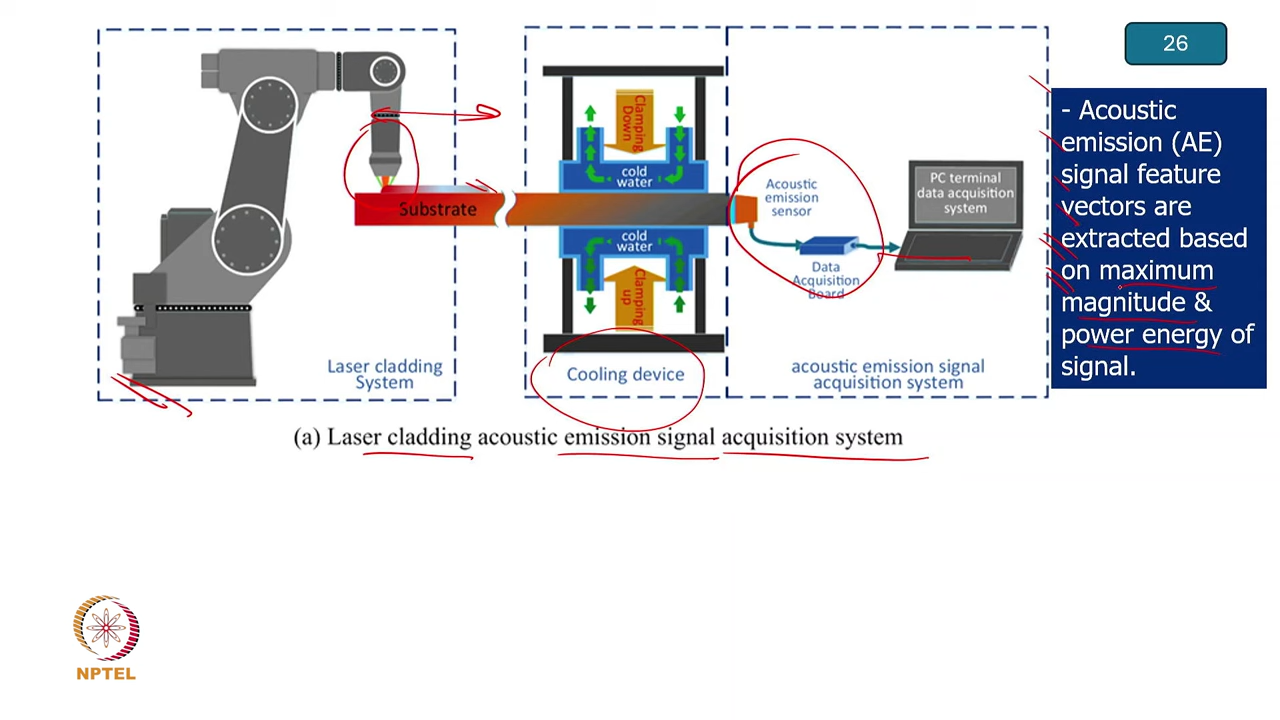 26
- Acoustic
emission (AE)
signal feature
vectors are
extracted based
on maximum
magnitude &
power energy of
signal.
Clamping
Down
cold
water
Substrate
cold
water
Clamping
up
Acoustic
emission
sensor
Data
Acquisition
Board
PC terminal
data acquisition
system
Laser cladding
System
Cooling device
acoustic emission signal
acquisition system
(a) Laser cladding acoustic emission signal acquisition system
NPTEL